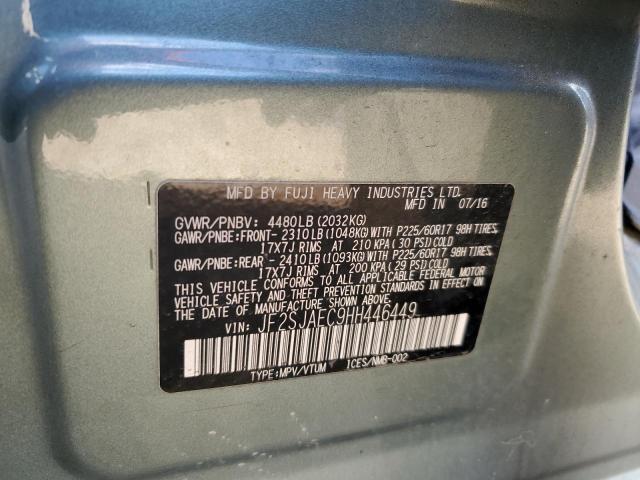 MFD BY FUJI HEAVY INDUSTRIES LTD.
MFD IN 07/16
GVWR/PNBV: 4480LB(2032KG)
GAWR/PNBE:FRONT-2310LB(1048KG)WITH P225/60R17 98H TIRES,
17X7J RIMS AT 210 KPA(30 PSI)COLD
GAWR/PNBE:REAR -2410LB(1093KG)WITH P225/60R17 98H TIRES,
17X7J RIMS AT 200 KPA(29 PSI)COLD
THIS VEHICLE CONFORMS TO ALL APPLICABLE FEDERAL MOTOR
VEHICLE SAFETY AND BUMPER STANDARDS IN EFFECT ON
THE DATE OF MANUFACTURE SHOWN ABOVE.
VIN: JF2SJAEC9HH446449
TYPE:MPV/VTUM ICES/NMB-002